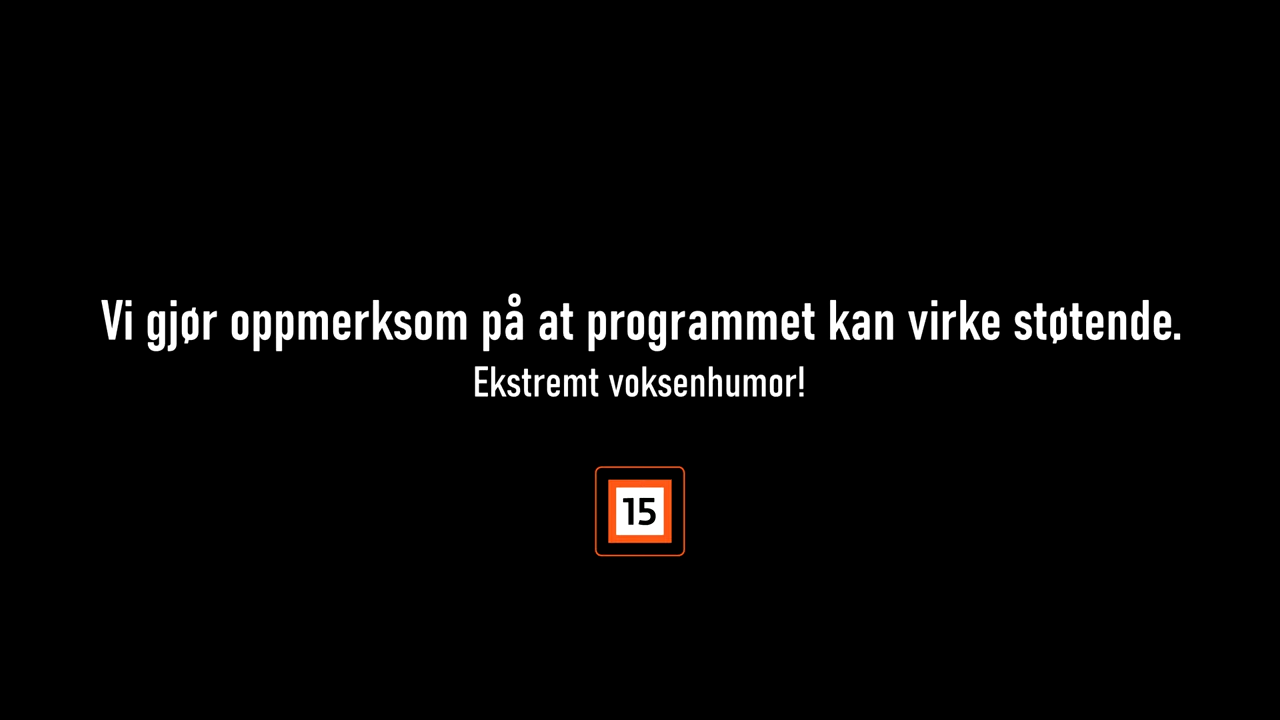 Vi gjør oppmerksom på at programmet kan virke støtende.
Ekstremt voksenhumor!
15